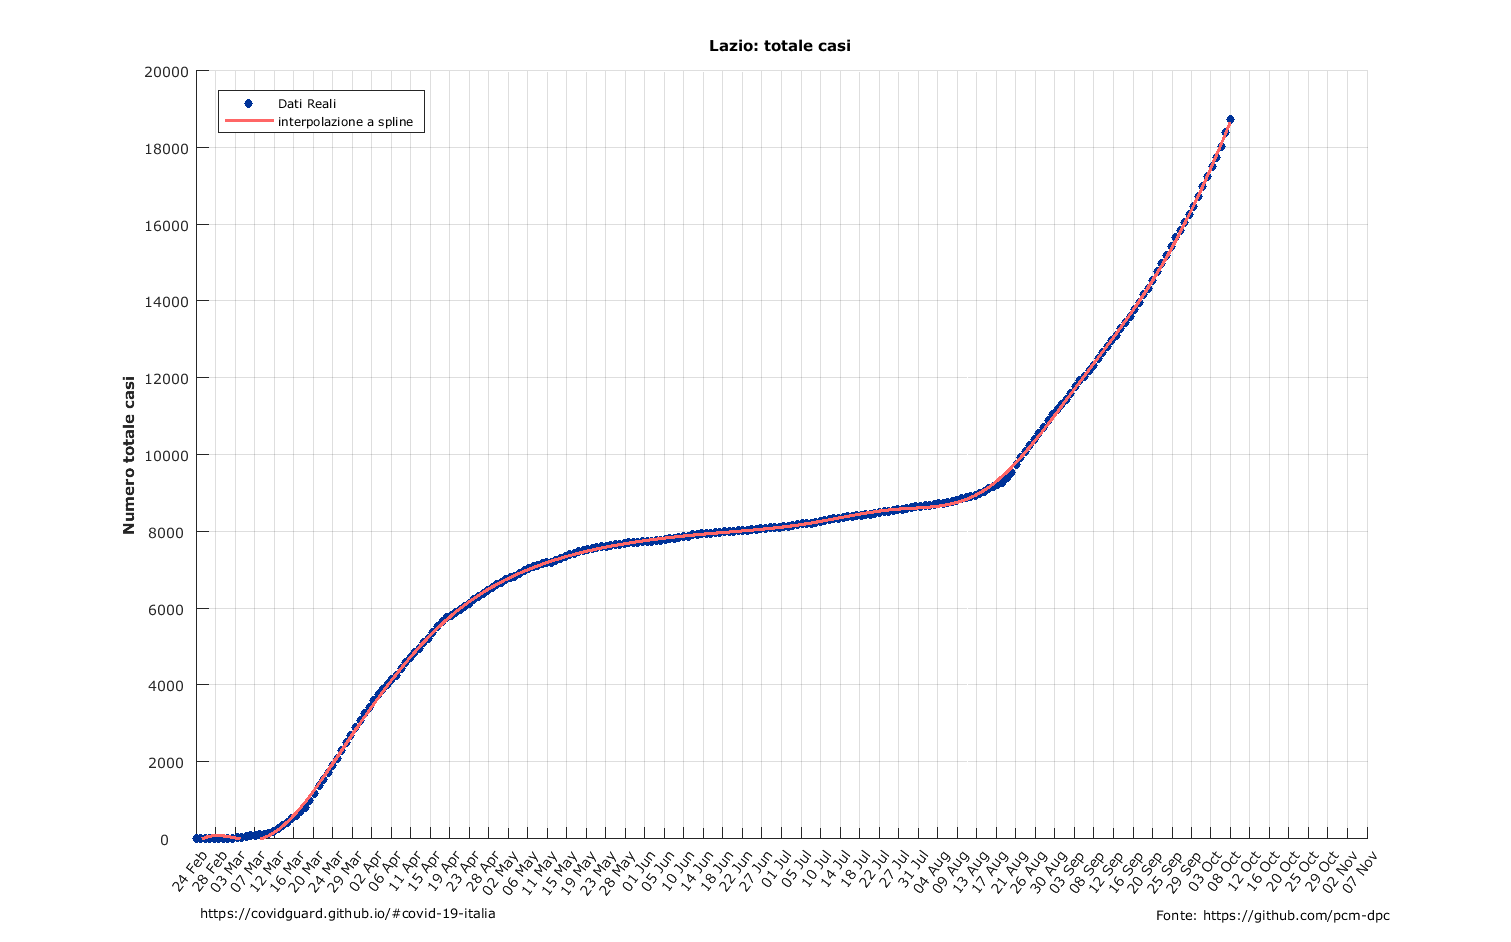 Lazio: totale casi
20000
18000
16000
14000
12000
10000
8000
6000
4000
2000
0
Numero totale casi
Dati Reali
interpolazione a spline
24 Feb
28 Feb
03 Mar
07 Mar
12 Mar
16 Mar
20 Mar
24 Mar
29 Mar
02 Apr
06 Apr
11 Apr
15 Apr
19 Apr
23 Apr
28 Apr
02 May
06 May
11 May
15 May
19 May
23 May
28 May
01 Jun
05 Jun
10 Jun
14 Jun
18 Jun
22 Jun
27 Jun
01 Jul
05 Jul
10 Jul
14 Jul
18 Jul
22 Jul
27 Jul
31 Jul
04 Aug
09 Aug
13 Aug
17 Aug
21 Aug
26 Aug
30 Aug
03 Sep
08 Sep
12 Sep
16 Sep
20 Sep
25 Sep
29 Sep
03 Oct
08 Oct
12 Oct
16 Oct
20 Oct
25 Oct
29 Oct
02 Nov
07 Nov
https://covidguard.github.io/#covid-19-italia
Fonte: https://github.com/pcm-dpc